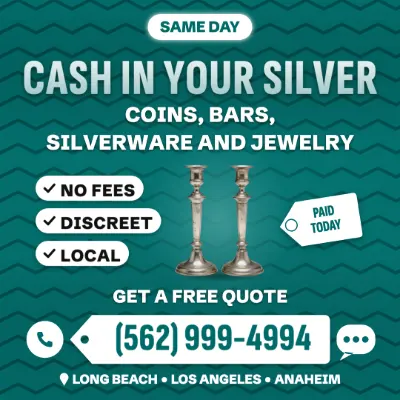 SAME DAY
CASH IN YOUR SILVER
COINS, BARS,
SILVERWARE AND JEWELRY
NO FEES
DISCREET
LOCAL
PAID
TODAY
GET A FREE QUOTE
(562) 999-4994
LONG BEACH • LOS ANGELES • ANAHEIM